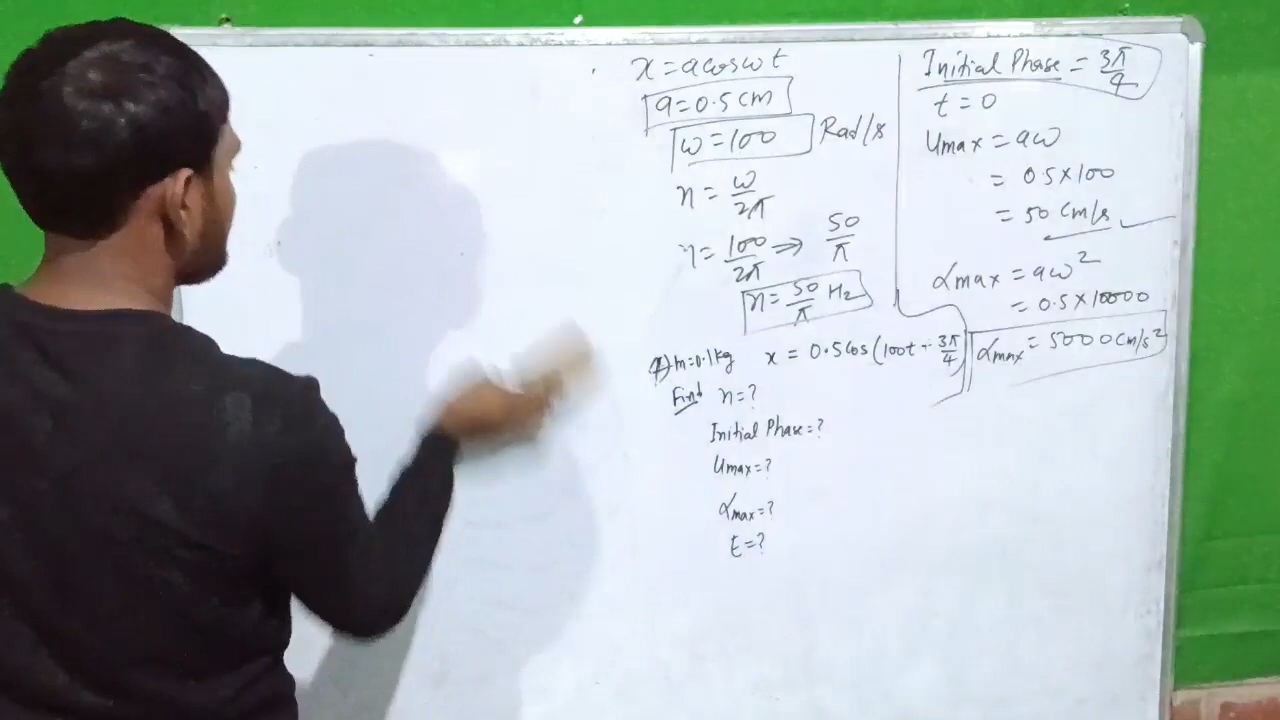 x = a cos ω t
a = 0.5 cm
ω = 100 Rad/s
n = ω/2π
n = 100/2π ⇒ 50/π
n = 50/π Hz
m=0.1kg x = 0.5 cos(100t + 3π/4)
Find n=?
Initial Phase=?
Umax=?
αmax=?
E=?
Initial Phase = 3π/4
t = 0
Umax = aω
= 0.5×100
= 50 cm/s
αmax = aω²
= 0.5×10000
αmax = 5000 cm/s²